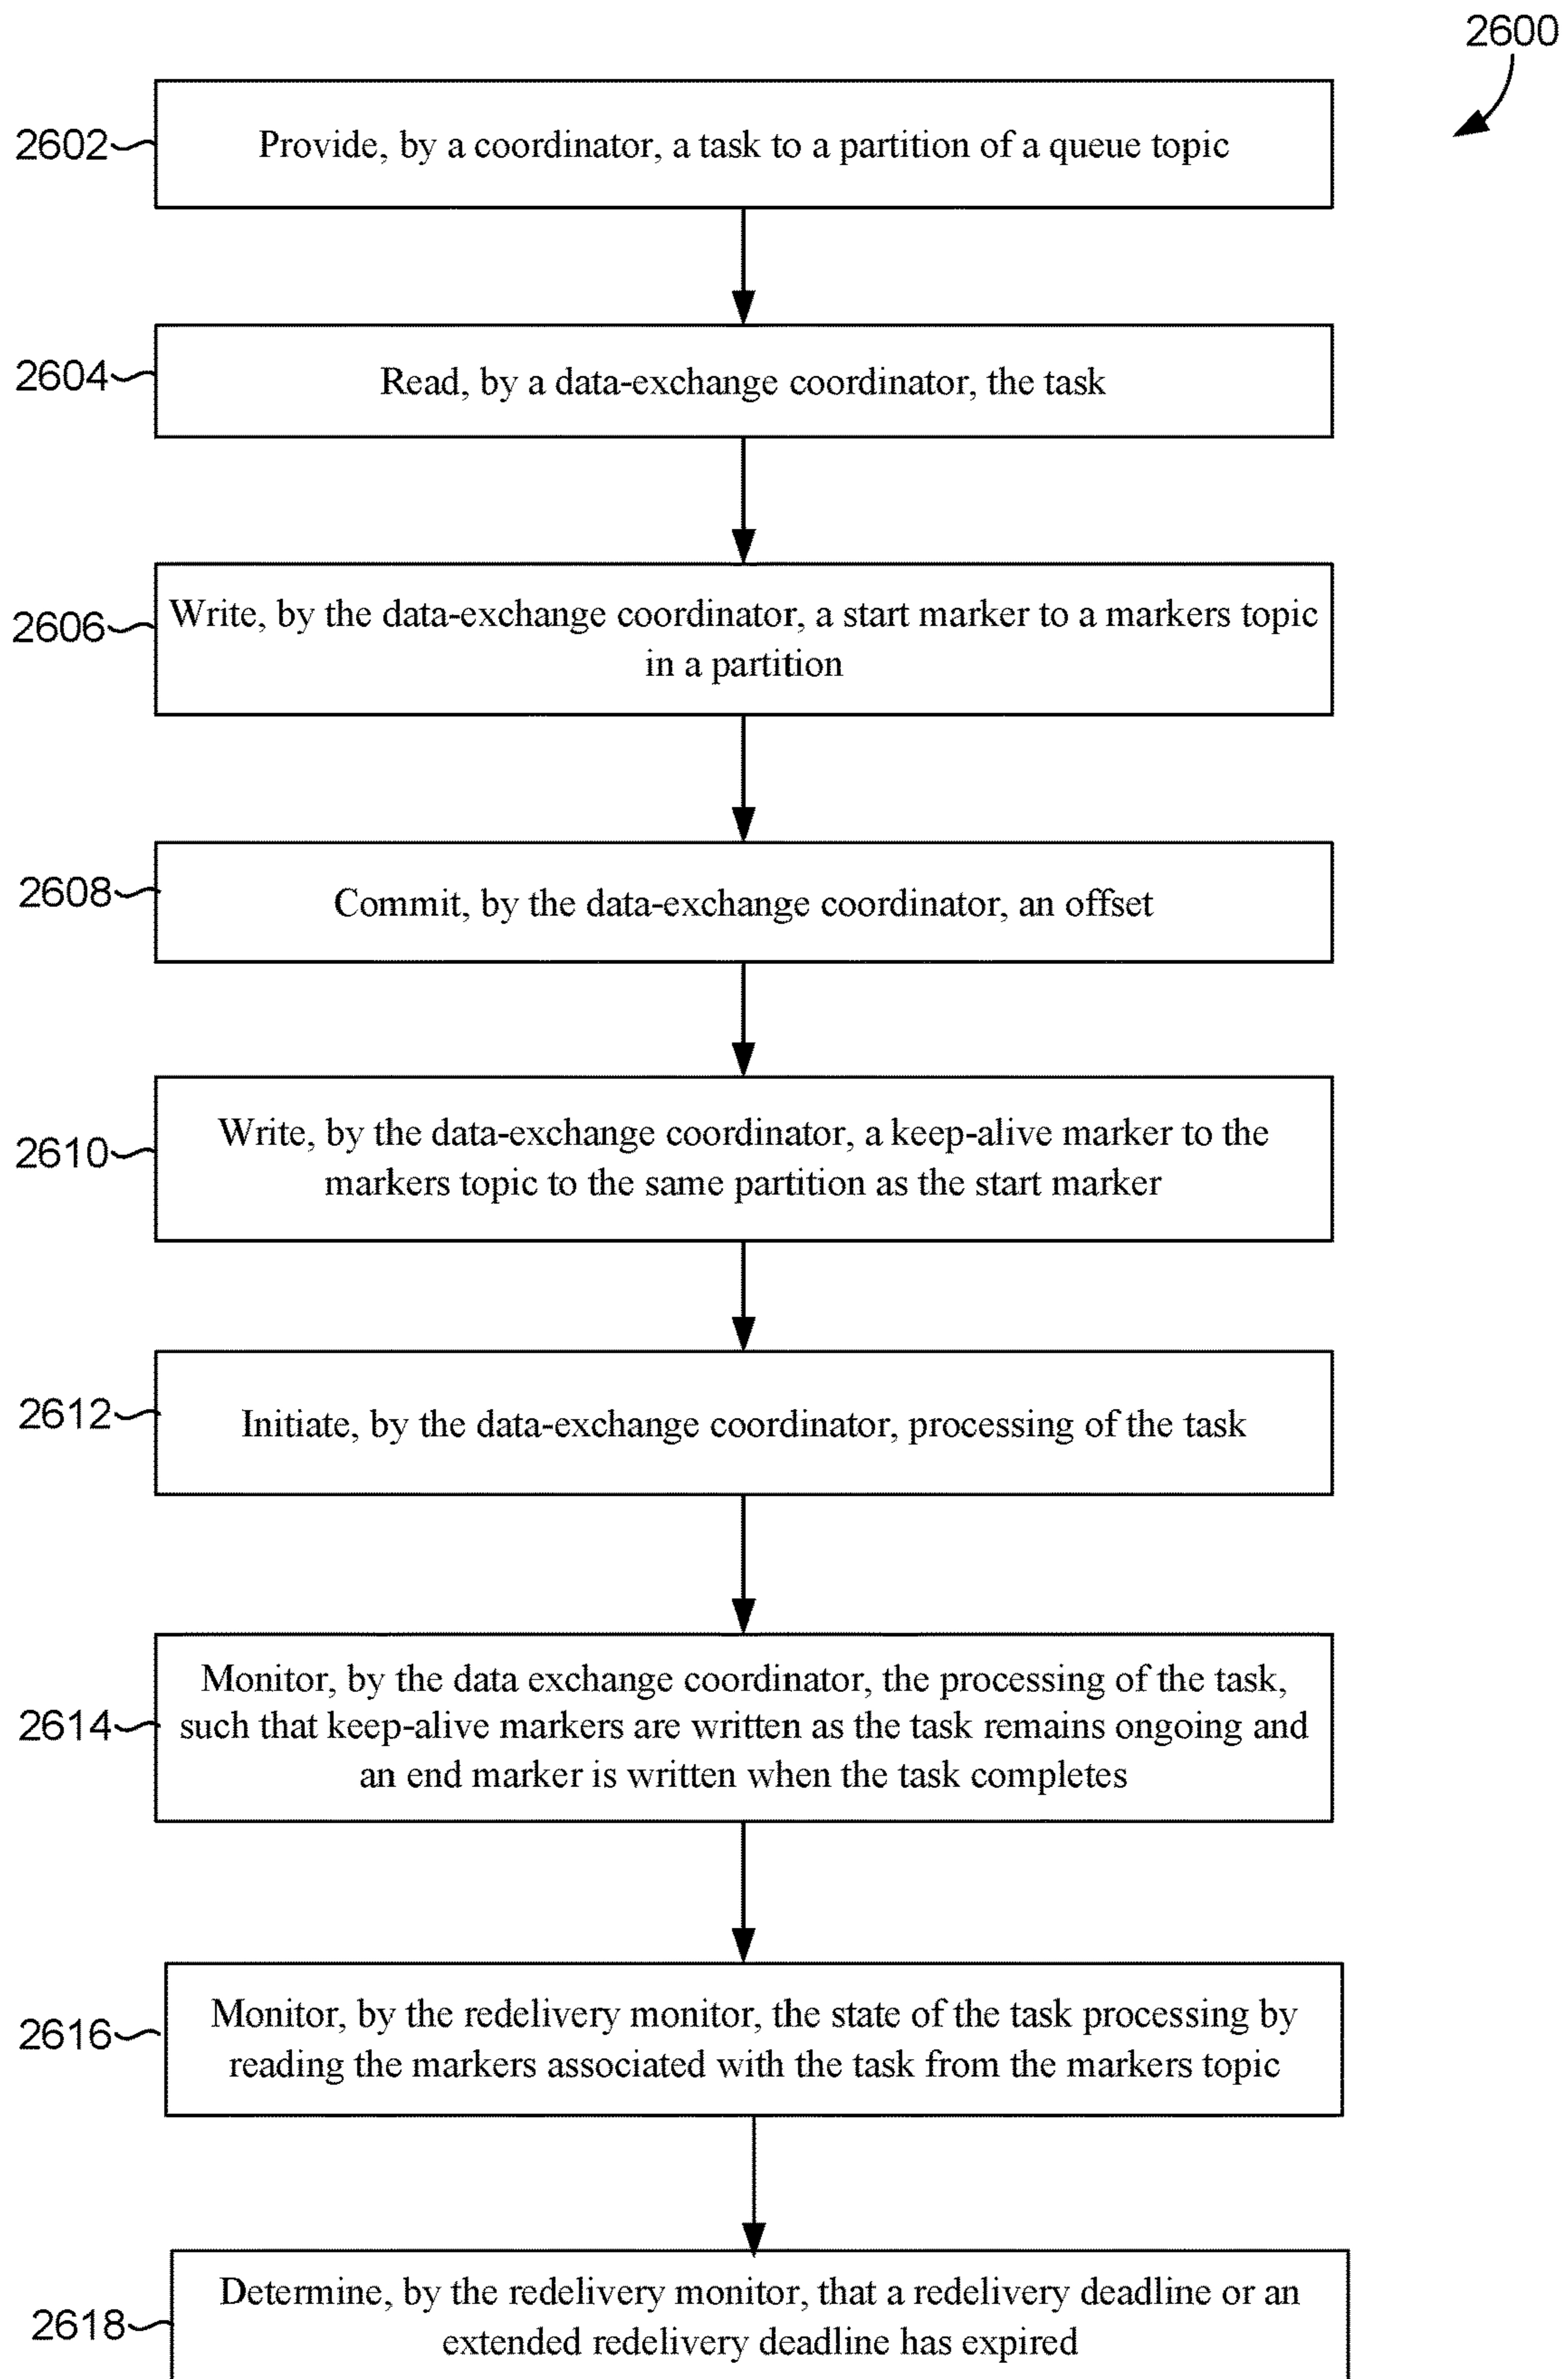 2600
2602
Provide, by a coordinator, a task to a partition of a queue topic
2604
Read, by a data-exchange coordinator, the task
2606
Write, by the data-exchange coordinator, a start marker to a markers topic
in a partition
2608
Commit, by the data-exchange coordinator, an offset
2610
Write, by the data-exchange coordinator, a keep-alive marker to the
markers topic to the same partition as the start marker
2612
Initiate, by the data-exchange coordinator, processing of the task
2614
Monitor, by the data exchange coordinator, the processing of the task,
such that keep-alive markers are written as the task remains ongoing and
an end marker is written when the task completes
2616
Monitor, by the redelivery monitor, the state of the task processing by
reading the markers associated with the task from the markers topic
2618
Determine, by the redelivery monitor, that a redelivery deadline or an
extended redelivery deadline has expired